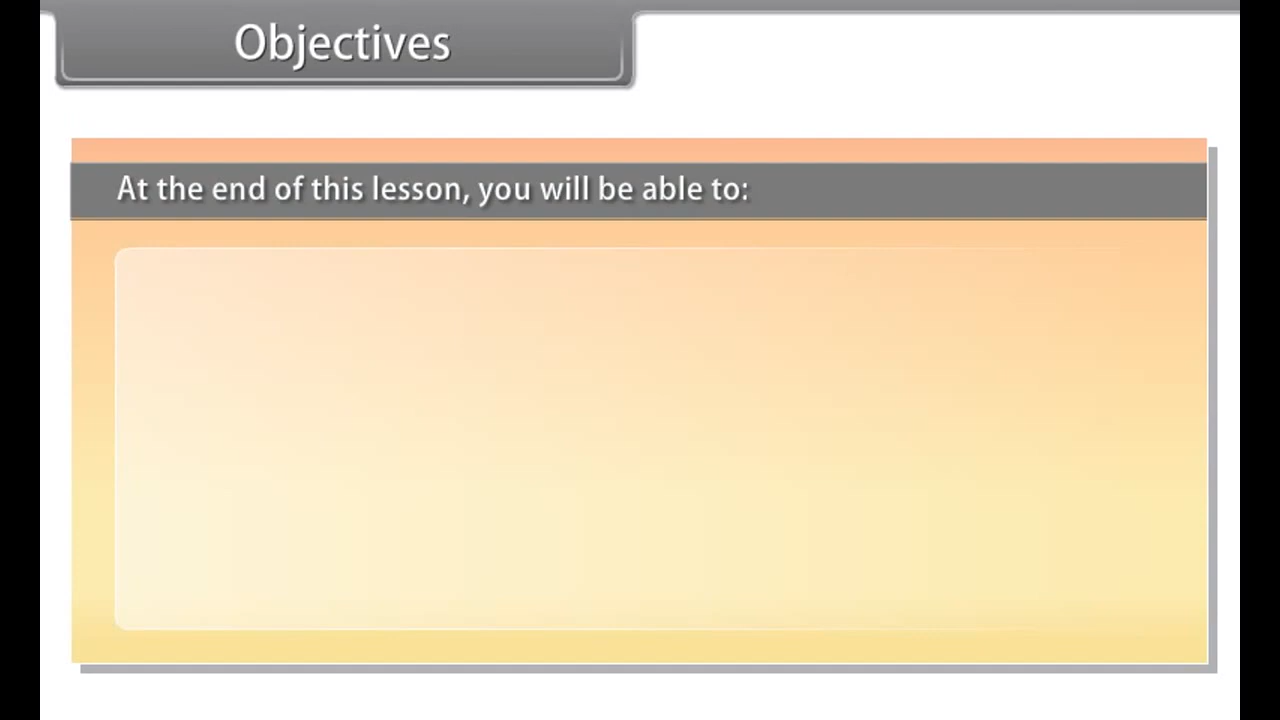 Objectives
At the end of this lesson, you will be able to: